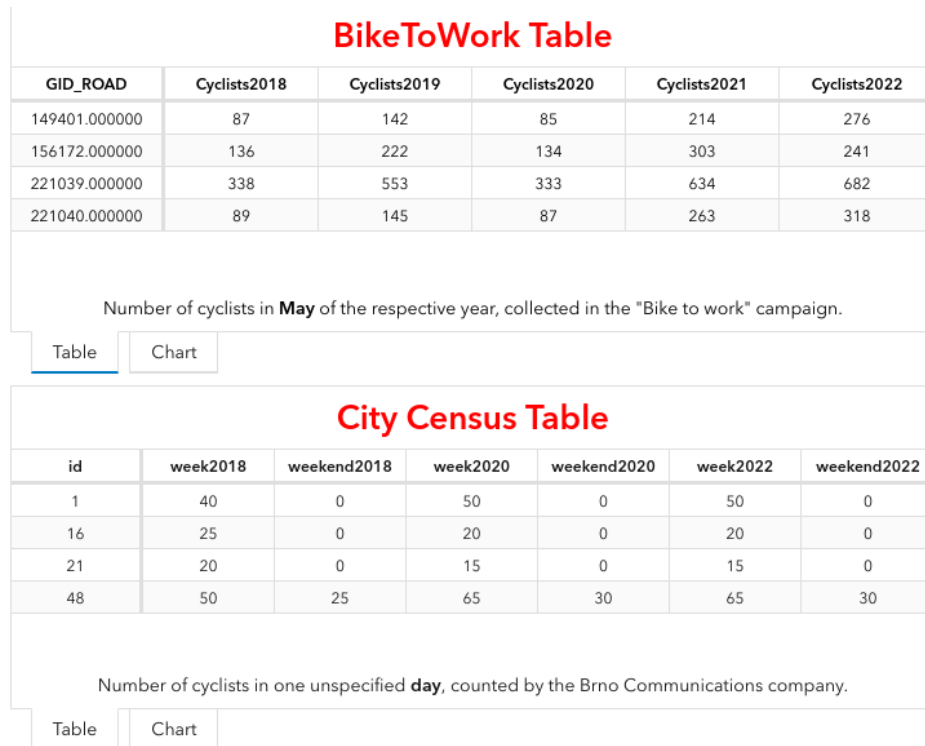 BikeToWork Table
GID_ROAD Cyclists2018 Cyclists2019 Cyclists2020 Cyclists2021 Cyclists2022
149401.000000 87 142 85 214 276
156172.000000 136 222 134 303 241
221039.000000 338 553 333 634 682
221040.000000 89 145 87 263 318
Number of cyclists in May of the respective year, collected in the "Bike to work" campaign.
Table Chart
City Census Table
id week2018 weekend2018 week2020 weekend2020 week2022 weekend2022
1 40 0 50 0 50 0
16 25 0 20 0 20 0
21 20 0 15 0 15 0
48 50 25 65 30 65 30
Number of cyclists in one unspecified day, counted by the Brno Communications company.
Table Chart